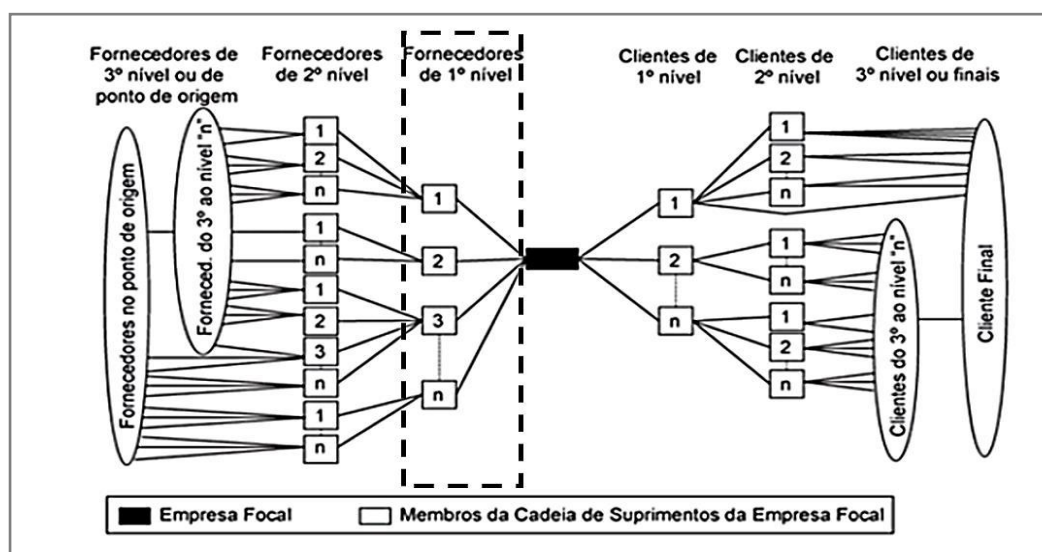 Fornecedores de
3º nível ou de
ponto de origem
Fornecedores
de 2º nível
Fornecedores
de 1º nível
Clientes de
1º nível
Clientes de
2º nível
Clientes de
3º nível ou finais
Fornecedores no ponto de origem
Forneced. do 3º ao nível "n"
1
2
n
1
n
1
2
3
n
1
n
1
2
3
n
1
2
n
1
2
n
1
n
1
2
n
Clientes do 3º ao nível "n"
Cliente Final
Empresa Focal
Membros da Cadeia de Suprimentos da Empresa Focal